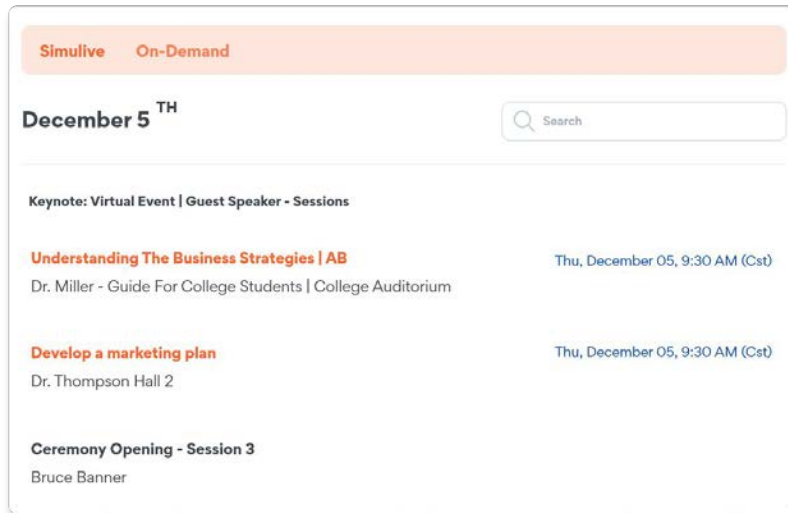 Simulive On-Demand
December 5 TH
Search
Keynote: Virtual Event | Guest Speaker - Sessions
Understanding The Business Strategies | AB
Thu, December 05, 9:30 AM (Cst)
Dr. Miller - Guide For College Students | College Auditorium
Develop a marketing plan
Thu, December 05, 9:30 AM (Cst)
Dr. Thompson Hall 2
Ceremony Opening - Session 3
Bruce Banner